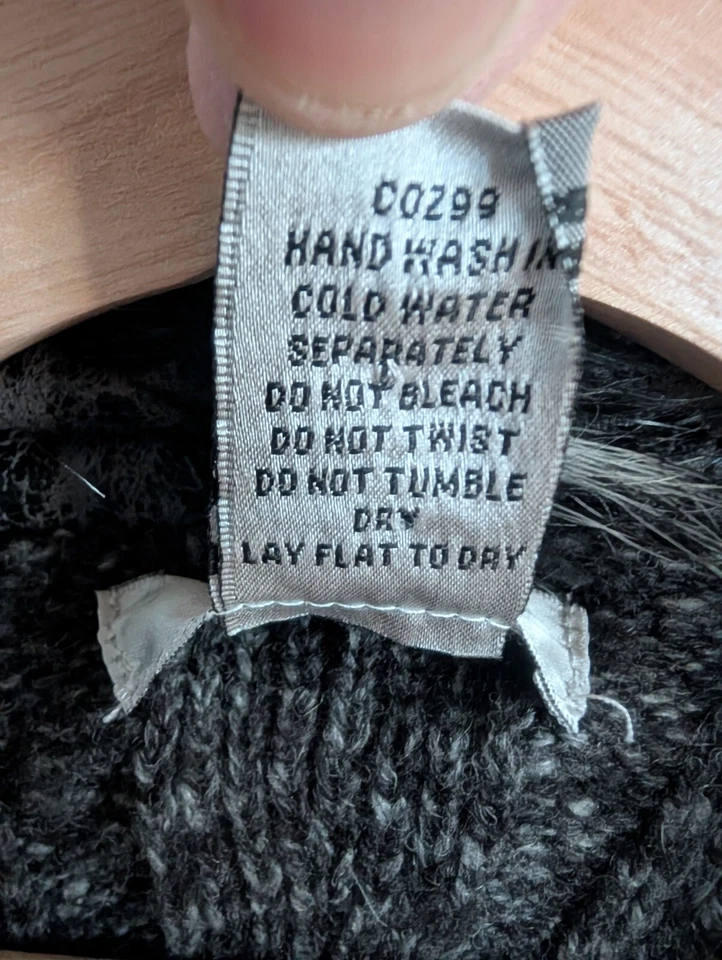 COZ99
HAND WASH IN
COLD WATER
SEPARATELY
DO NOT BLEACH
DO NOT TWIST
DO NOT TUMBLE
DRY
LAY FLAT TO DRY